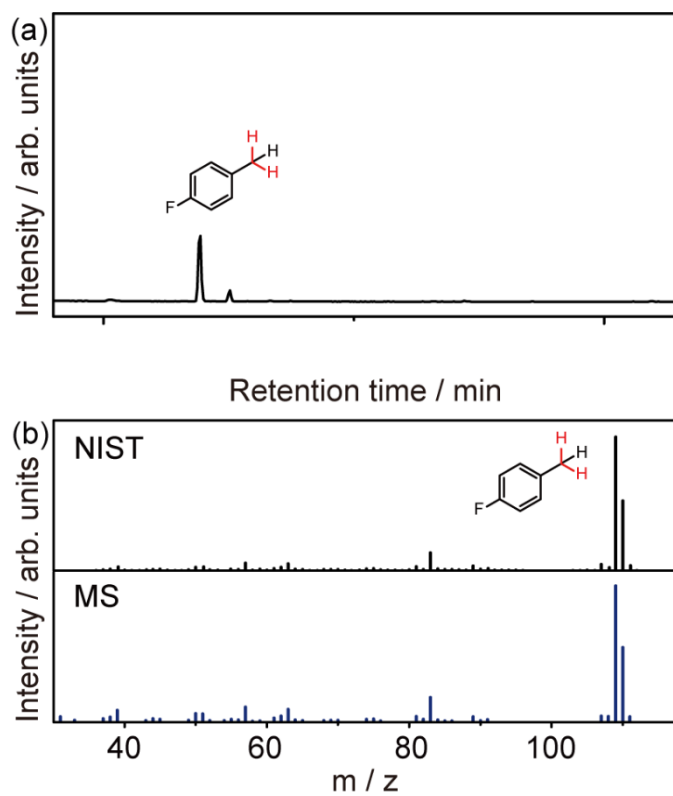 (a)
Intensity / arb. units
H
H
H
F
Retention time / min
(b)
NIST
H
H
H
F
MS
Intensity / arb. units
40 60 80 100
m / z